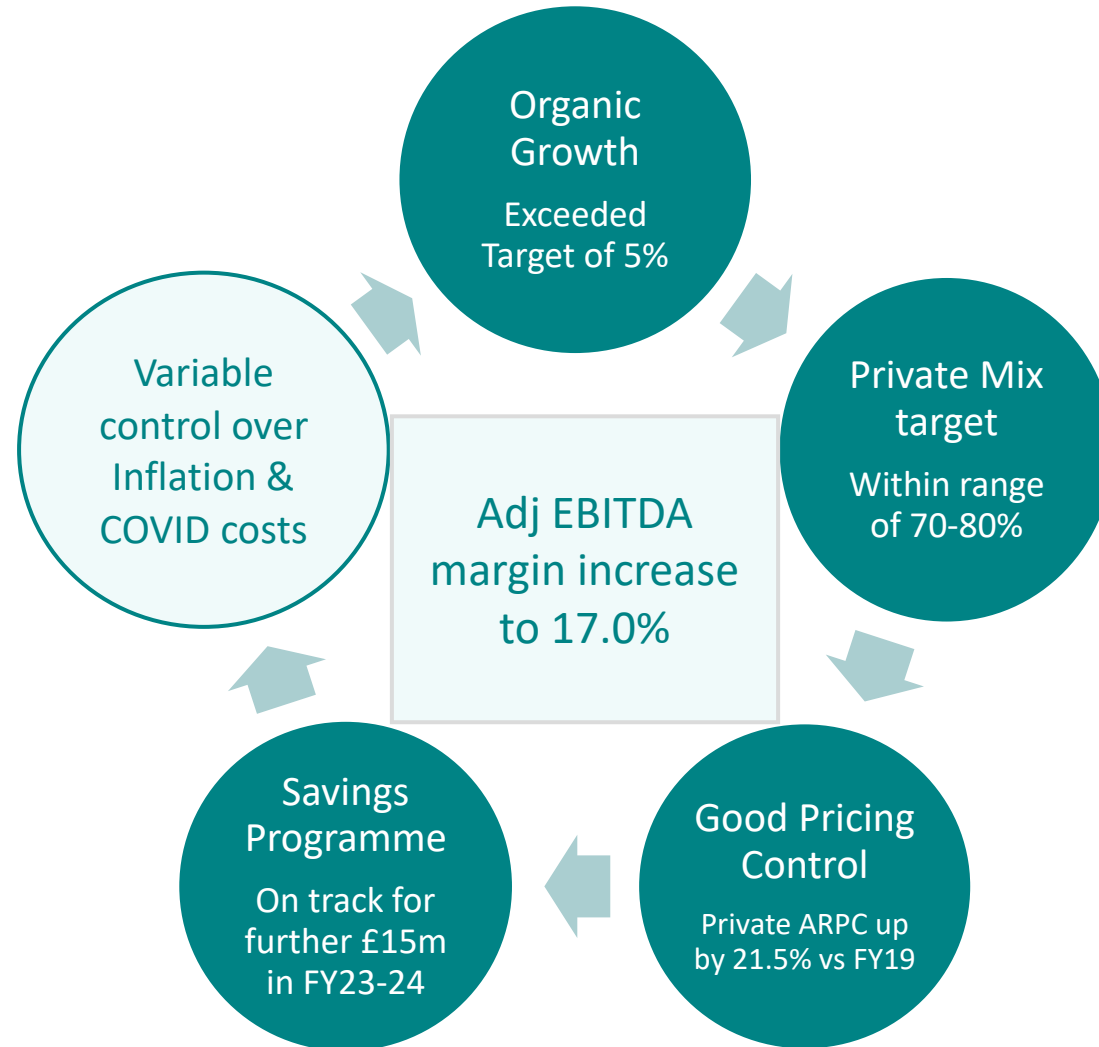 Organic
Growth
Exceeded
Target of 5%
Private Mix
target
Within range
of 70-80%
Good Pricing
Control
Private ARPC up
by 21.5% vs FY19
Savings
Programme
On track for
further £15m
in FY23-24
Variable
control over
Inflation &
COVID costs
Adj EBITDA
margin increase
to 17.0%